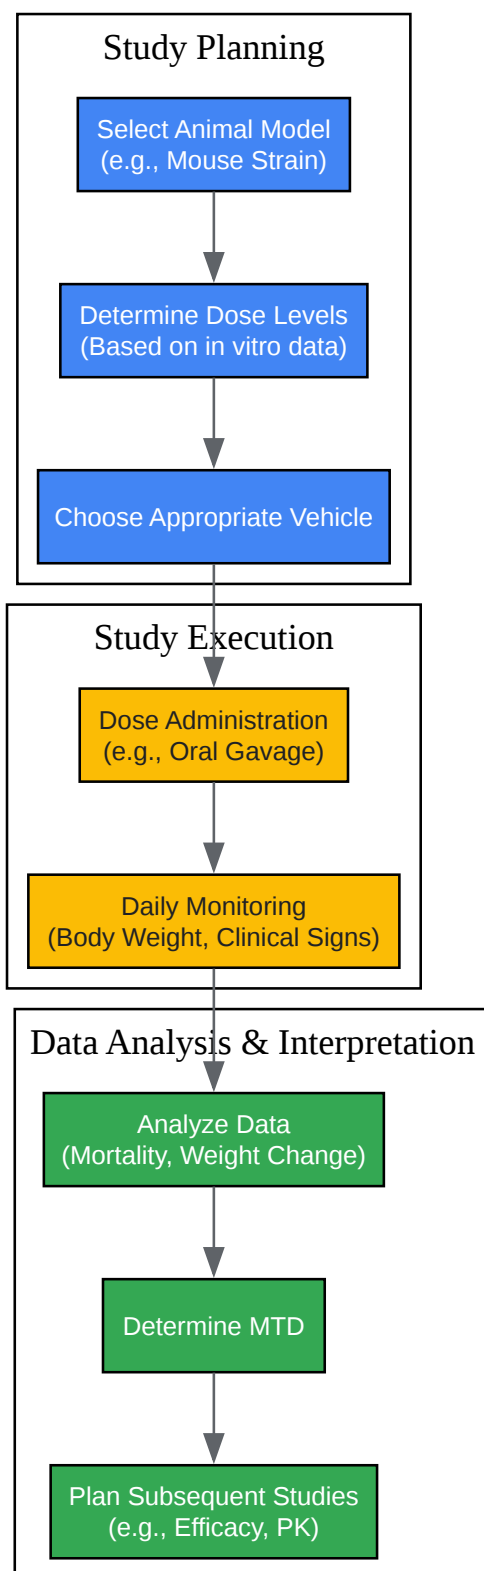 Study Planning
Select Animal Model
(e.g., Mouse Strain)
Determine Dose Levels
(Based on in vitro data)
Choose Appropriate Vehicle
Study Execution
Dose Administration
(e.g., Oral Gavage)
Daily Monitoring
(Body Weight, Clinical Signs)
Data Analysis & Interpretation
Analyze Data
(Mortality, Weight Change)
Determine MTD
Plan Subsequent Studies
(e.g., Efficacy, PK)